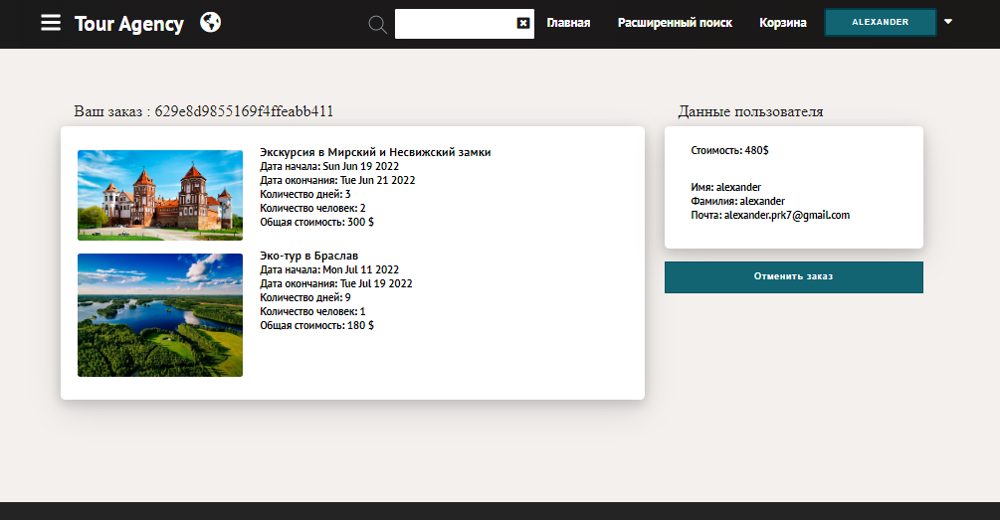 Tour Agency
Главная
Расширенный поиск
Корзина
ALEXANDER
Ваш заказ : 629e8d9855169f4ffeabb411
Экскурсия в Мирский и Несвижский замки
Дата начала: Sun Jun 19 2022
Дата окончания: Tue Jun 21 2022
Количество дней: 3
Количество человек: 2
Общая стоимость: 300 $
Эко-тур в Браслав
Дата начала: Mon Jul 11 2022
Дата окончания: Tue Jul 19 2022
Количество дней: 9
Количество человек: 1
Общая стоимость: 180 $
Данные пользователя
Стоимость: 480$
Имя: alexander
Фамилия: alexander
Почта: alexander.prk7@gmail.com
Отменить заказ